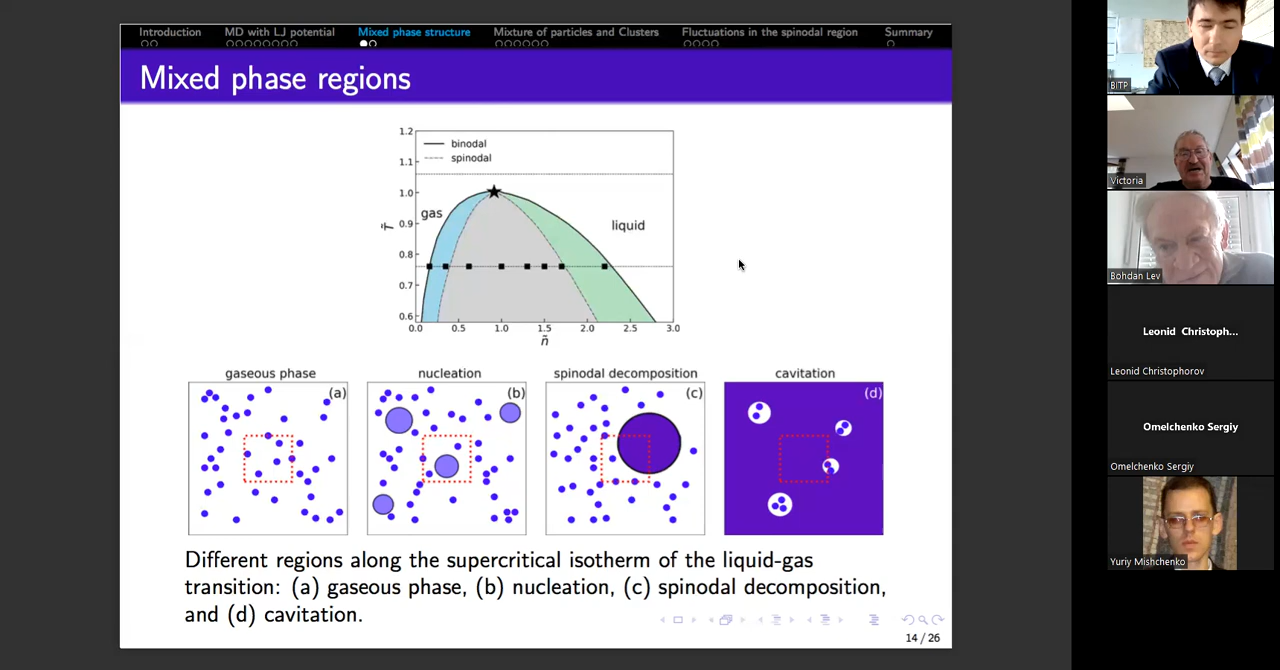 Introduction MD with LJ potential Mixed phase structure Mixture of particles and Clusters Fluctuations in the spinodal region Summary
Mixed phase regions
1.2
1.1
1.0
0.9
0.8
0.7
0.6
T̃
binodal
spinodal
gas
liquid
0.0 0.5 1.0 1.5 2.0 2.5 3.0
ñ
gaseous phase nucleation spinodal decomposition cavitation
(a) (b) (c) (d)
Different regions along the supercritical isotherm of the liquid-gas
transition: (a) gaseous phase, (b) nucleation, (c) spinodal decomposition,
and (d) cavitation.
14 / 26
BITP
Victoria
Bohdan Lev
Leonid Christoph...
Leonid Christophorov
Omelchenko Sergiy
Omelchenko Sergiy
Yuriy Mishchenko